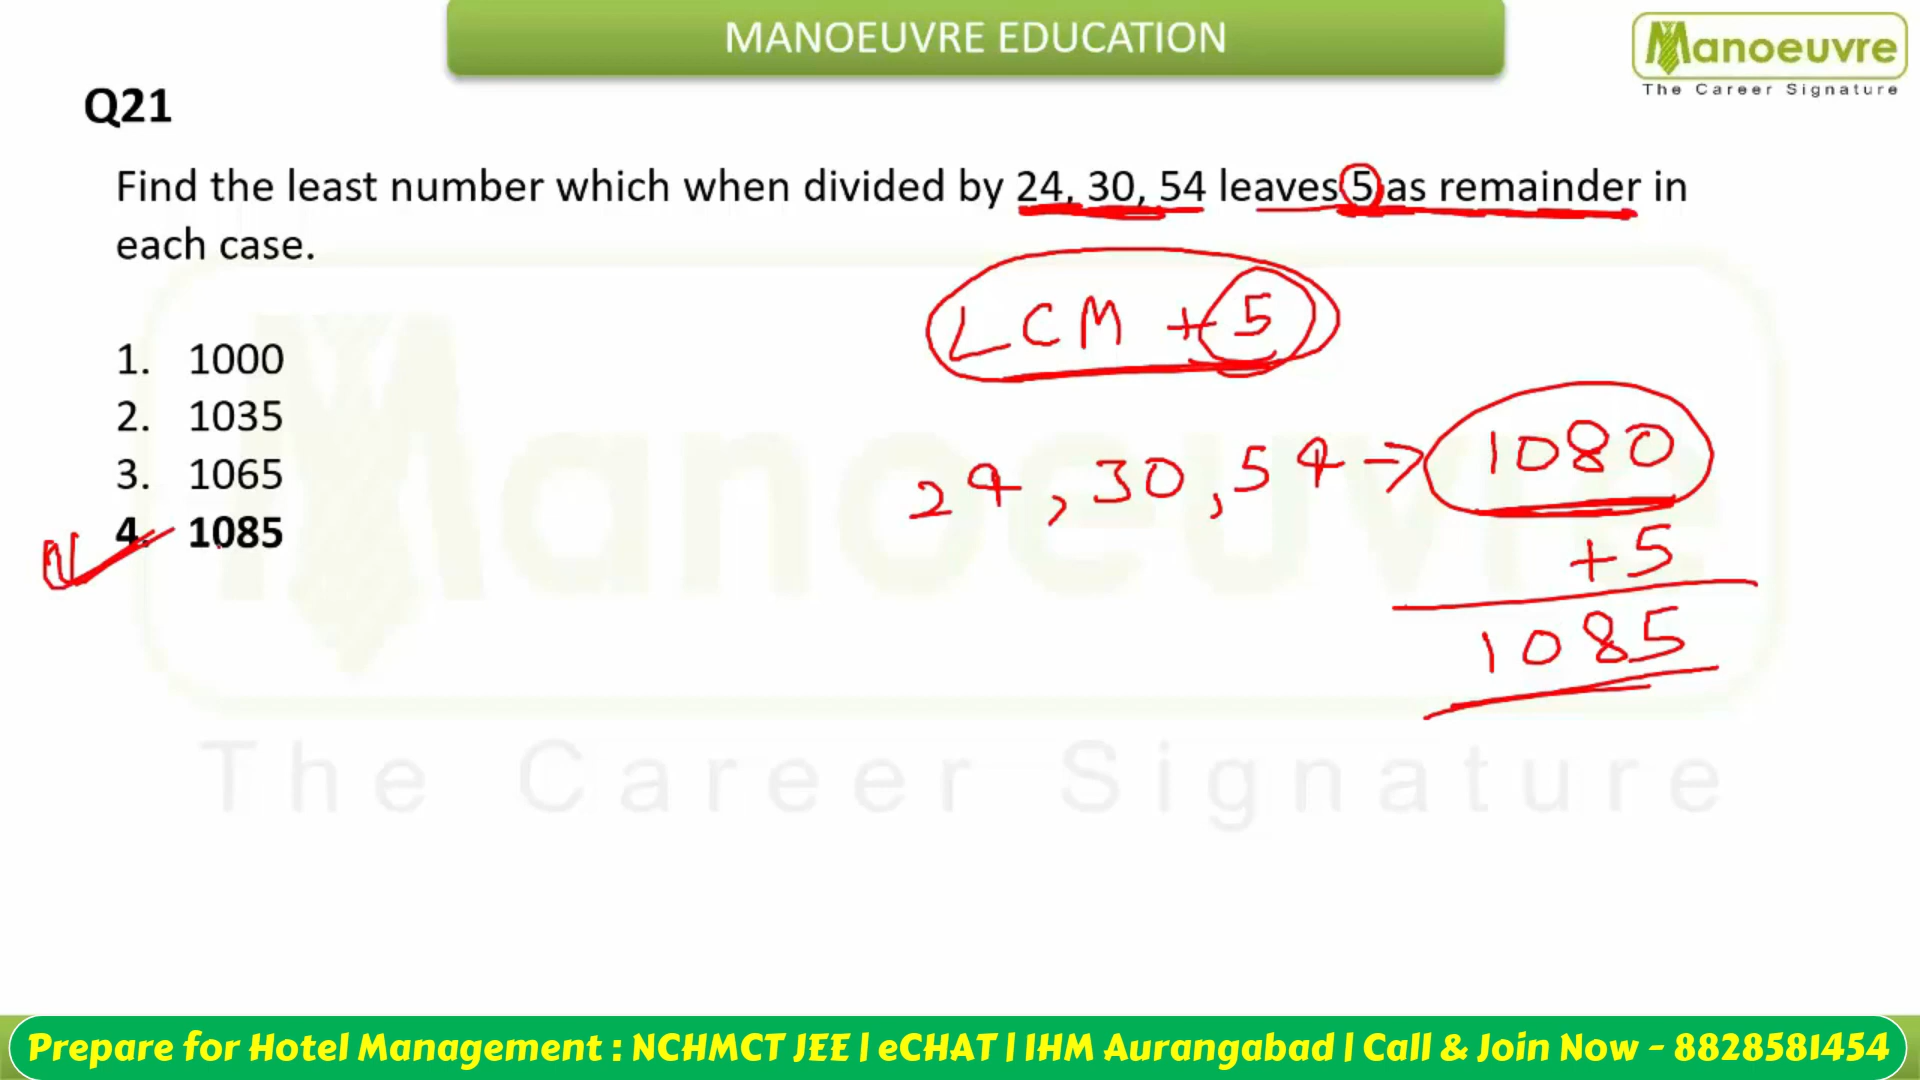 MANOEUVRE EDUCATION
Manoeuvre
The Career Signature
Q21
Find the least number which when divided by 24, 30, 54 leaves 5 as remainder in
each case.
LCM + 5
1. 1000
2. 1035
3. 1065
4. 1085
24, 30, 54 → 1080
+5
1085
Manoeuvre
The Career Signature
Prepare for Hotel Management : NCHMCT JEE | eCHAT | IHM Aurangabad | Call & Join Now - 8828581454